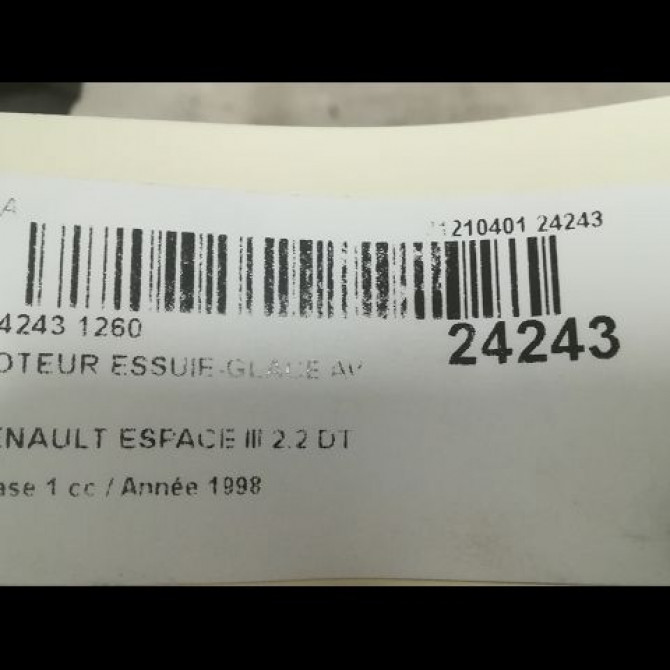 A
210401 24243
4243 1260
24243
OTEUR ESSUIE-GLACE AV
ENAULT ESPACE III 2.2 DT
ase 1 cc / Année 1998